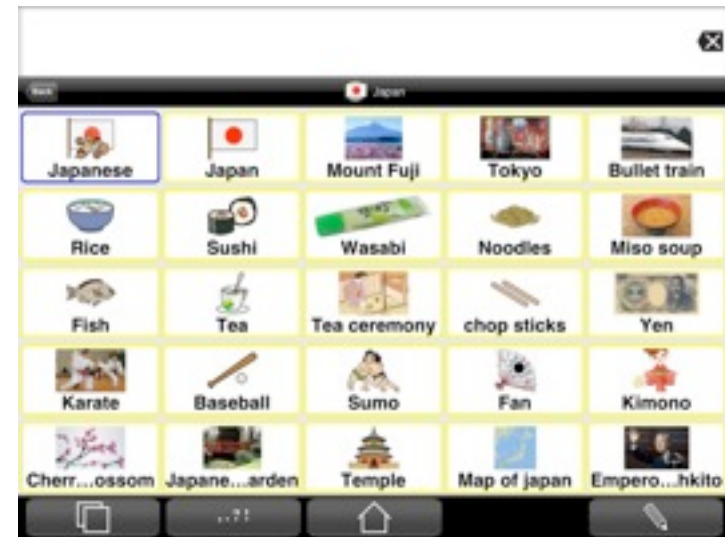 Back
Japan
Japanese Japan Mount Fuji Tokyo Bullet train
Rice Sushi Wasabi Noodles Miso soup
Fish Tea Tea ceremony chop sticks Yen
Karate Baseball Sumo Fan Kimono
Cherr...ossom Japane...arden Temple Map of japan Empero...hkito
..?!